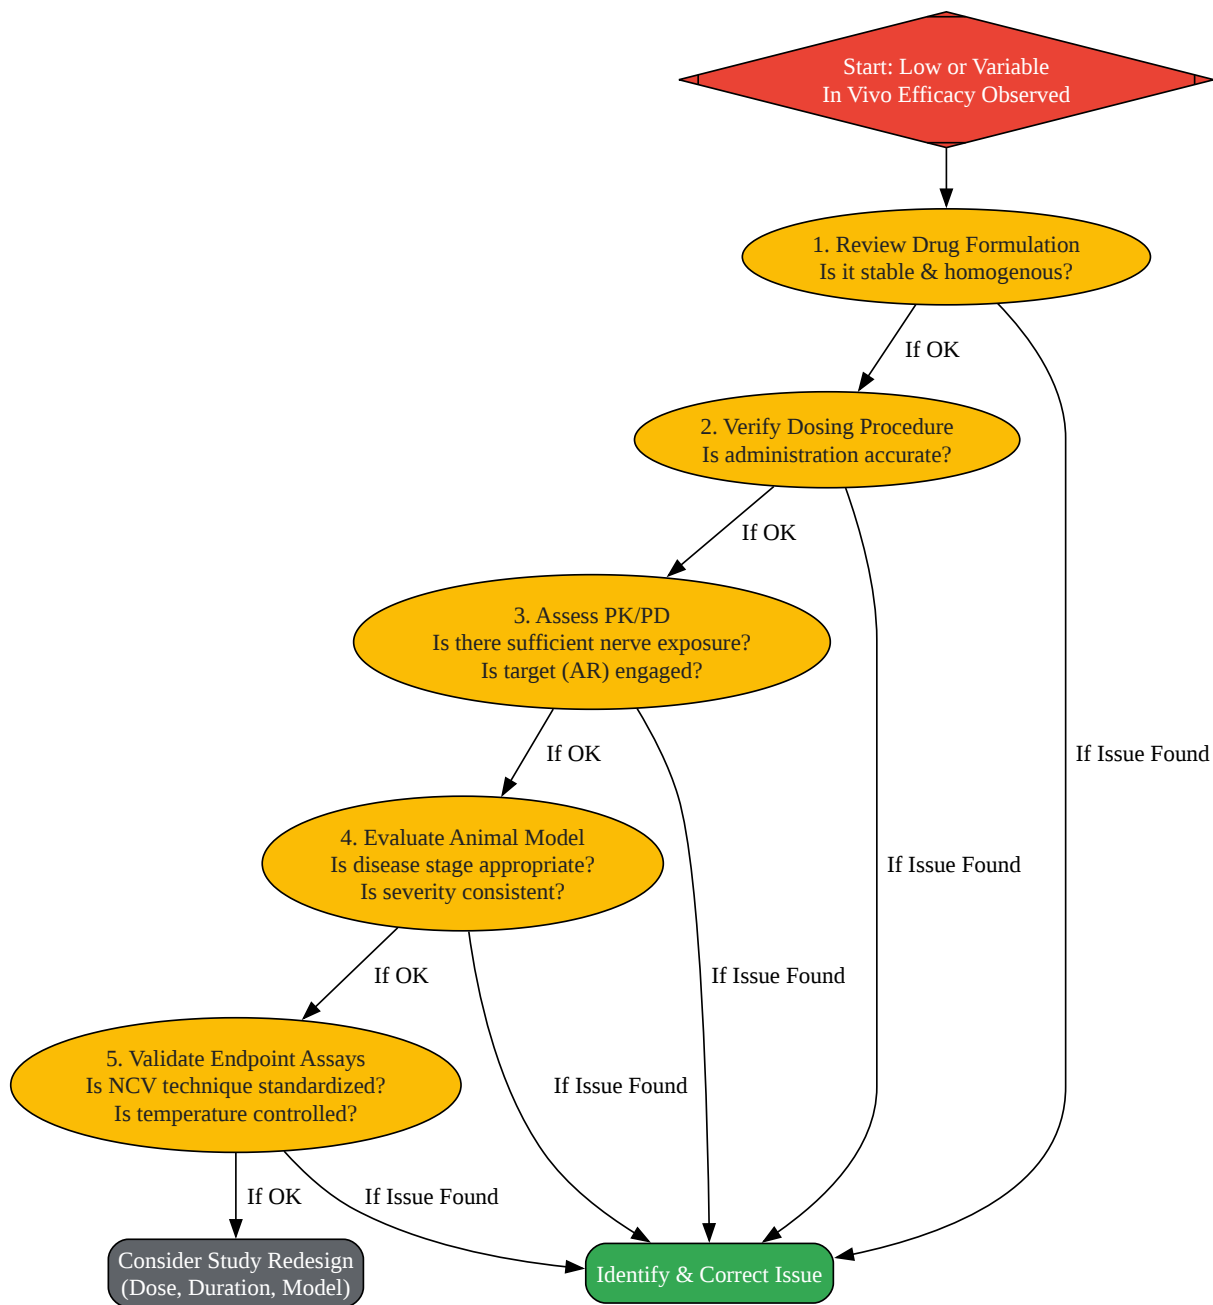 Start: Low or Variable
In Vivo Efficacy Observed
1. Review Drug Formulation
Is it stable & homogenous?
If OK
2. Verify Dosing Procedure
Is administration accurate?
If OK
3. Assess PK/PD
Is there sufficient nerve exposure?
Is target (AR) engaged?
If OK
If Issue Found
4. Evaluate Animal Model
Is disease stage appropriate?
Is severity consistent?
If Issue Found
If OK
If Issue Found
5. Validate Endpoint Assays
Is NCV technique standardized?
Is temperature controlled?
If Issue Found
If OK
If Issue Found
Consider Study Redesign
(Dose, Duration, Model)
Identify & Correct Issue